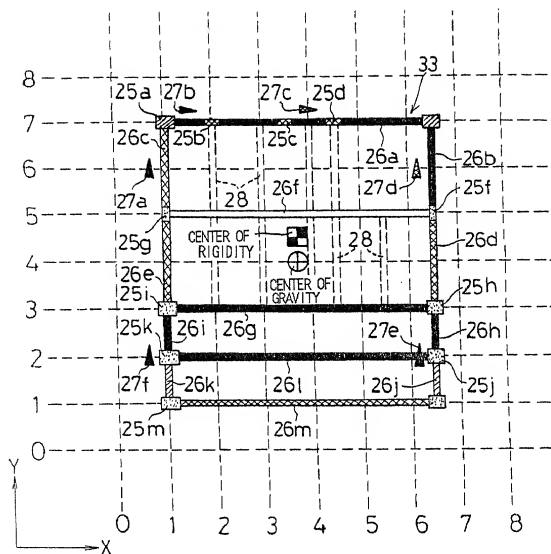 8
25a 27b 27c 25d 33
7
26c 25b 25c 26a 26b
6
27a 28 26f 27d 25f
5
25g CENTER OF RIGIDITY 28 26d
4
26e CENTER OF GRAVITY
25i 25h
3
25k 26i 26g 27e 26h
2
27f 26k 26l 26j 25j
1
25m 26m
0
Y
X
0 1 2 3 4 5 6 7 8